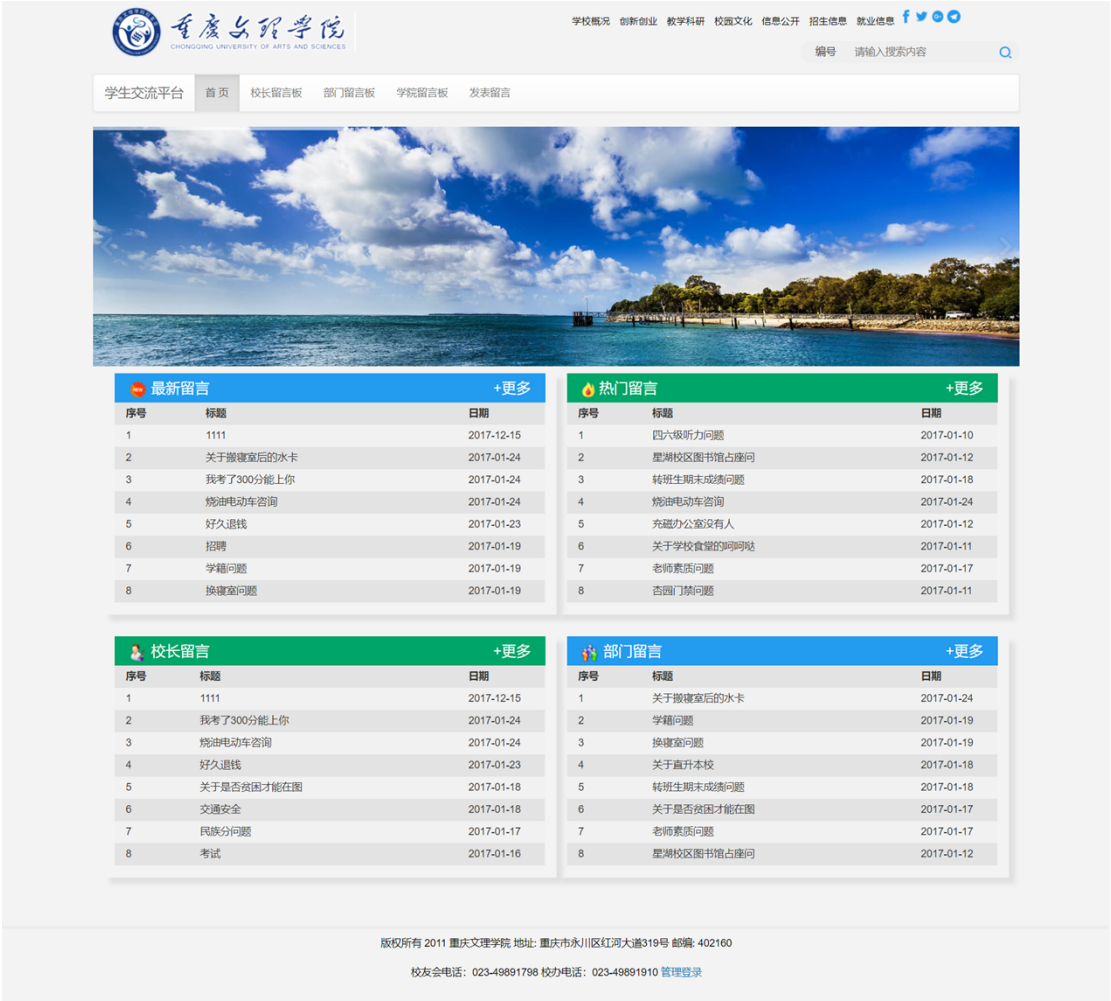 重庆文理学院
CHONGQING UNIVERSITY OF ARTS AND SCIENCES
学校概况 创新创业 教学科研 校园文化 信息公开 招生信息 就业信息
编号 请输入搜索内容
学生交流平台 首页 校长留言板 部门留言板 学院留言板 发表留言
最新留言 +更多
序号 标题 日期
1 1111 2017-12-15
2 关于搬寝室后的水卡 2017-01-24
3 我考了300分能上你 2017-01-24
4 烧油电动车咨询 2017-01-24
5 好久退钱 2017-01-23
6 招聘 2017-01-19
7 学籍问题 2017-01-19
8 换寝室问题 2017-01-19
热门留言 +更多
序号 标题 日期
1 四六级听力问题 2017-01-10
2 星湖校区图书馆占座问 2017-01-12
3 转班生期末成绩问题 2017-01-18
4 烧油电动车咨询 2017-01-24
5 充磁办公室没有人 2017-01-12
6 关于学校食堂的呵呵哒 2017-01-11
7 老师素质问题 2017-01-17
8 杏园门禁问题 2017-01-11
校长留言 +更多
序号 标题 日期
1 1111 2017-12-15
2 我考了300分能上你 2017-01-24
3 烧油电动车咨询 2017-01-24
4 好久退钱 2017-01-23
5 关于是否贫困才能在图 2017-01-18
6 交通安全 2017-01-18
7 民族分问题 2017-01-17
8 考试 2017-01-16
部门留言 +更多
序号 标题 日期
1 关于搬寝室后的水卡 2017-01-24
2 学籍问题 2017-01-19
3 换寝室问题 2017-01-19
4 关于直升本校 2017-01-18
5 转班生期末成绩问题 2017-01-18
6 关于是否贫困才能在图 2017-01-17
7 老师素质问题 2017-01-17
8 星湖校区图书馆占座问 2017-01-12
版权所有 2011 重庆文理学院 地址: 重庆市永川区红河大道319号 邮编: 402160
校友会电话：023-49891798 校办电话：023-49891910 管理登录